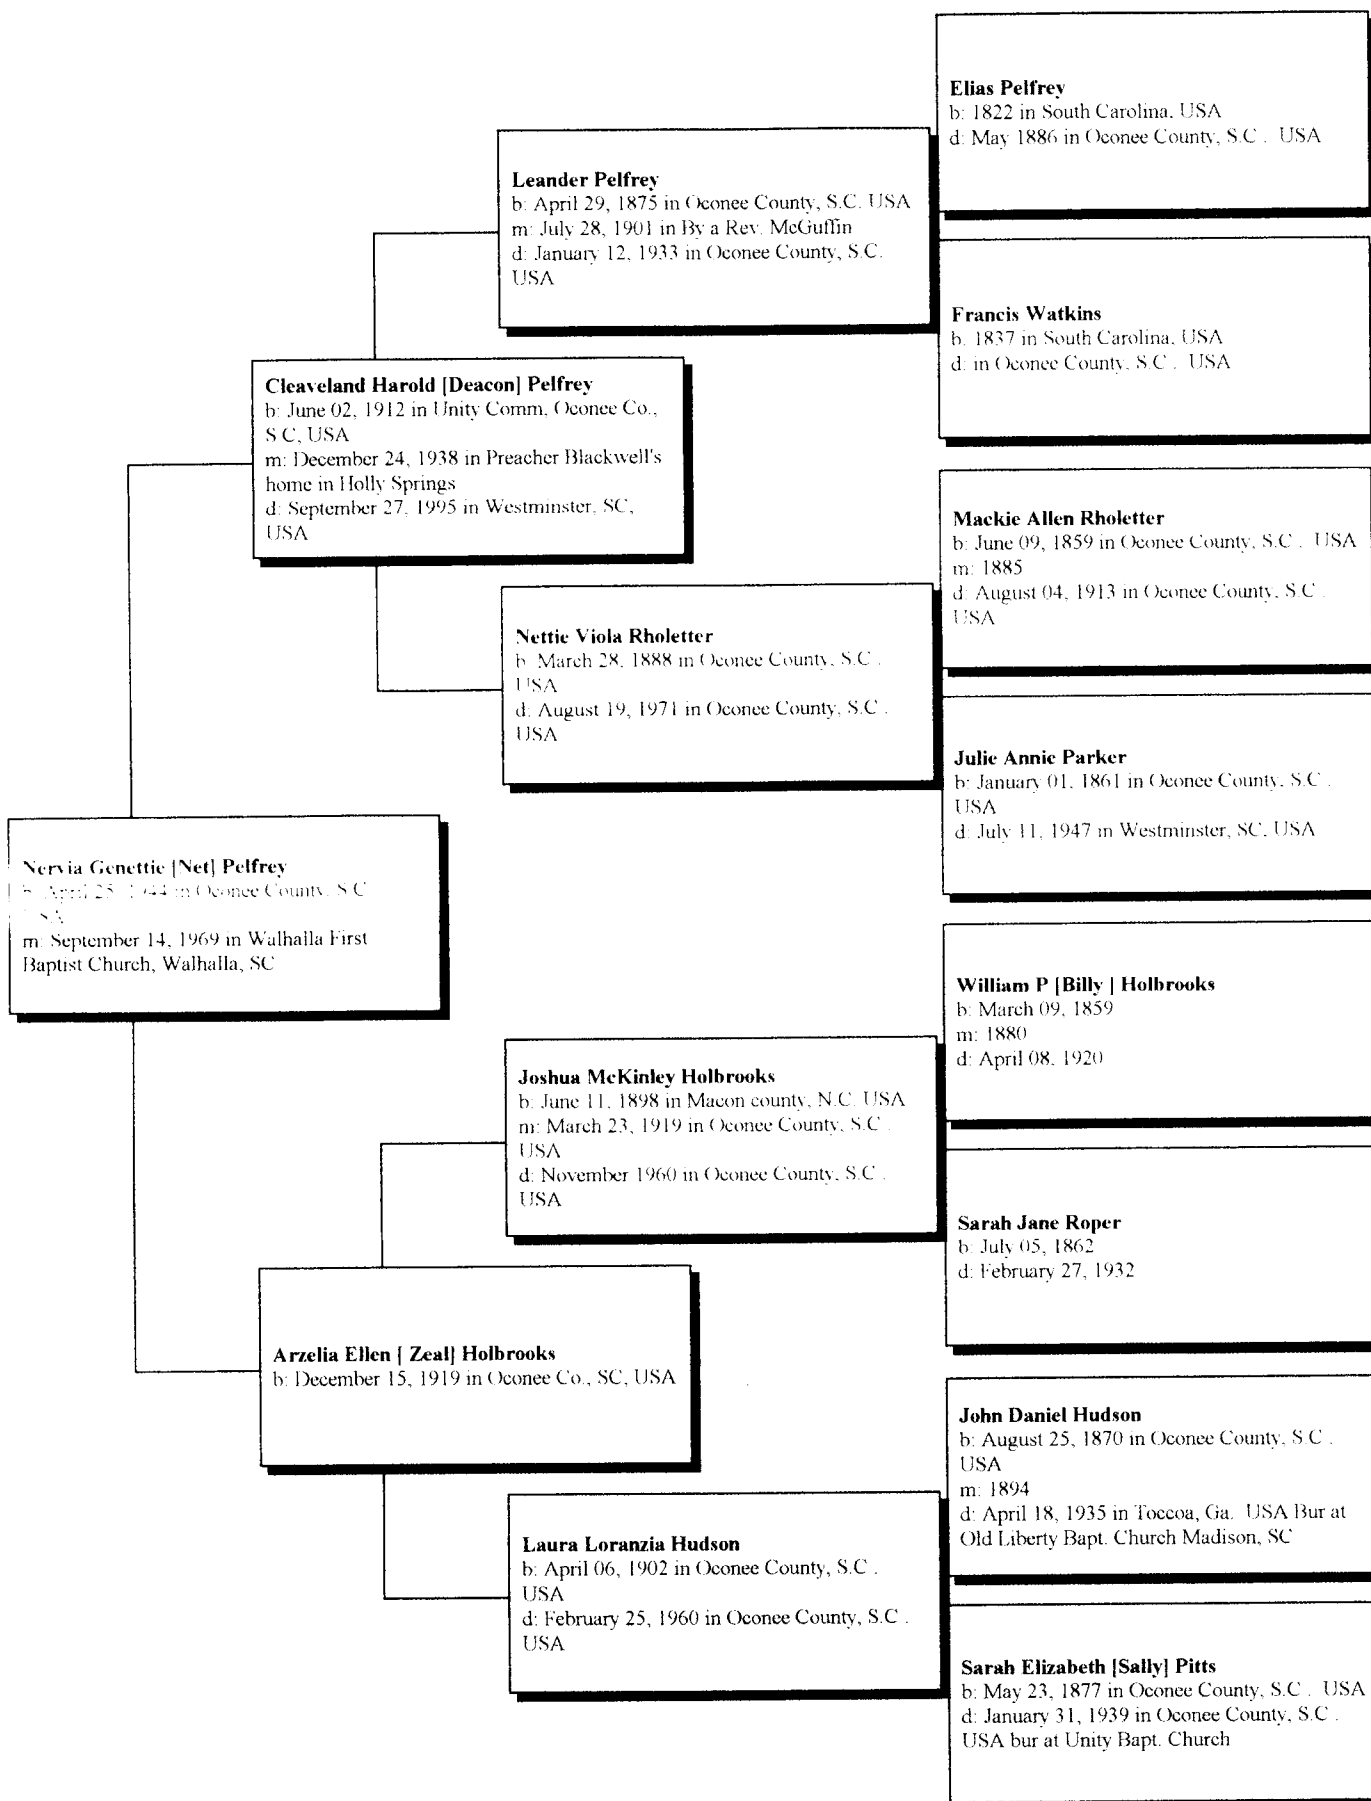 Elias Pelfrey
b: 1822 in South Carolina, USA
d: May 1886 in Oconee County, S.C . USA
Leander Pelfrey
b: April 29, 1875 in Oconee County, S.C. USA
m: July 28, 1901 in By a Rev. McGuffin
d: January 12, 1933 in Oconee County, S.C.
USA
Francis Watkins
b. 1837 in South Carolina, USA
d: in Oconee County, S.C . USA
Cleaveland Harold [Deacon] Pelfrey
b: June 02, 1912 in Unity Comm, Oconee Co.,
S C, USA
m: December 24, 1938 in Preacher Blackwell's
home in Holly Springs
d: September 27, 1995 in Westminster, SC,
USA
Mackie Allen Rholetter
b: June 09, 1859 in Oconee County, S.C . USA
m: 1885
d: August 04, 1913 in Oconee County, S.C .
USA
Nettie Viola Rholetter
b: March 28, 1888 in Oconee County, S.C .
USA
d: August 19, 1971 in Oconee County, S.C .
USA
Julie Annie Parker
b: January 01, 1861 in Oconee County, S.C .
USA
d: July 11, 1947 in Westminster, SC, USA
Nervia Genettie [Net] Pelfrey
b: April 25, 1944 in Oconee County, S.C
USA
m: September 14, 1969 in Walhalla First
Baptist Church, Walhalla, SC
William P [Billy ] Holbrooks
b: March 09, 1859
m: 1880
d: April 08, 1920
Joshua McKinley Holbrooks
b: June 11, 1898 in Macon county, N.C. USA
m: March 23, 1919 in Oconee County, S.C .
USA
d: November 1960 in Oconee County, S.C .
USA
Sarah Jane Roper
b: July 05, 1862
d: February 27, 1932
Arzelia Ellen [ Zeal] Holbrooks
b: December 15, 1919 in Oconee Co., SC, USA
John Daniel Hudson
b: August 25, 1870 in Oconee County, S.C .
USA
m: 1894
d: April 18, 1935 in Toccoa, Ga. USA Bur at
Old Liberty Bapt. Church Madison, SC
Laura Loranzia Hudson
b: April 06, 1902 in Oconee County, S.C .
USA
d: February 25, 1960 in Oconee County, S.C .
USA
Sarah Elizabeth [Sally] Pitts
b: May 23, 1877 in Oconee County, S.C . USA
d: January 31, 1939 in Oconee County, S.C .
USA bur at Unity Bapt. Church